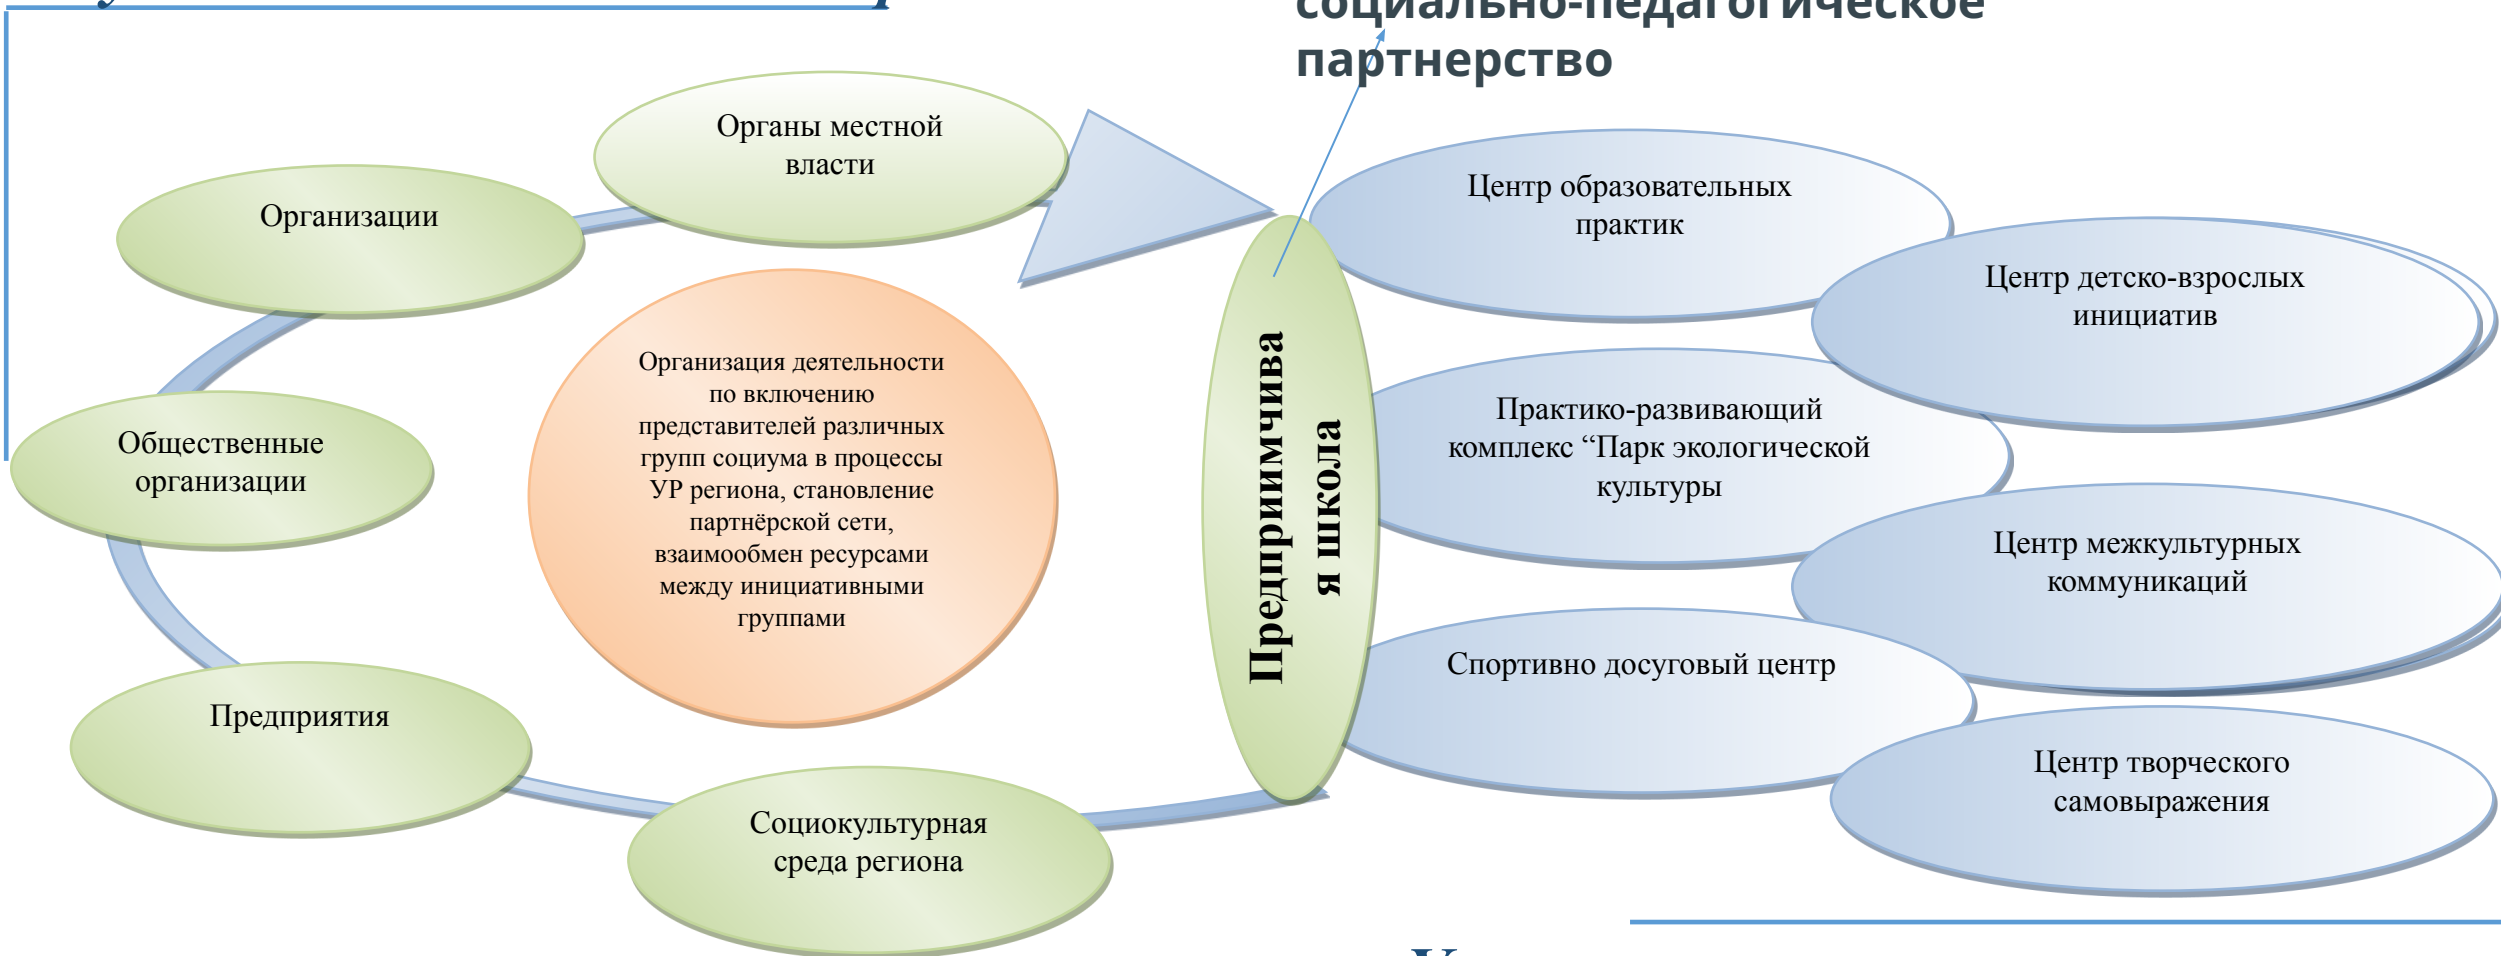 социально-педагогическое
партнерство
Органы местной
власти
Организации
Общественные
организации
Предприятия
Социокультурная
среда региона
Организация деятельности
по включению
представителей различных
групп социума в процессы
УР региона, становление
партнёрской сети,
взаимообмен ресурсами
между инициативными
группами
Предприимчива
я школа
Центр образовательных
практик
Центр детско-взрослых
инициатив
Практико-развивающий
комплекс “Парк экологической
культуры
Центр межкультурных
коммуникаций
Спортивно досуговый центр
Центр творческого
самовыражения